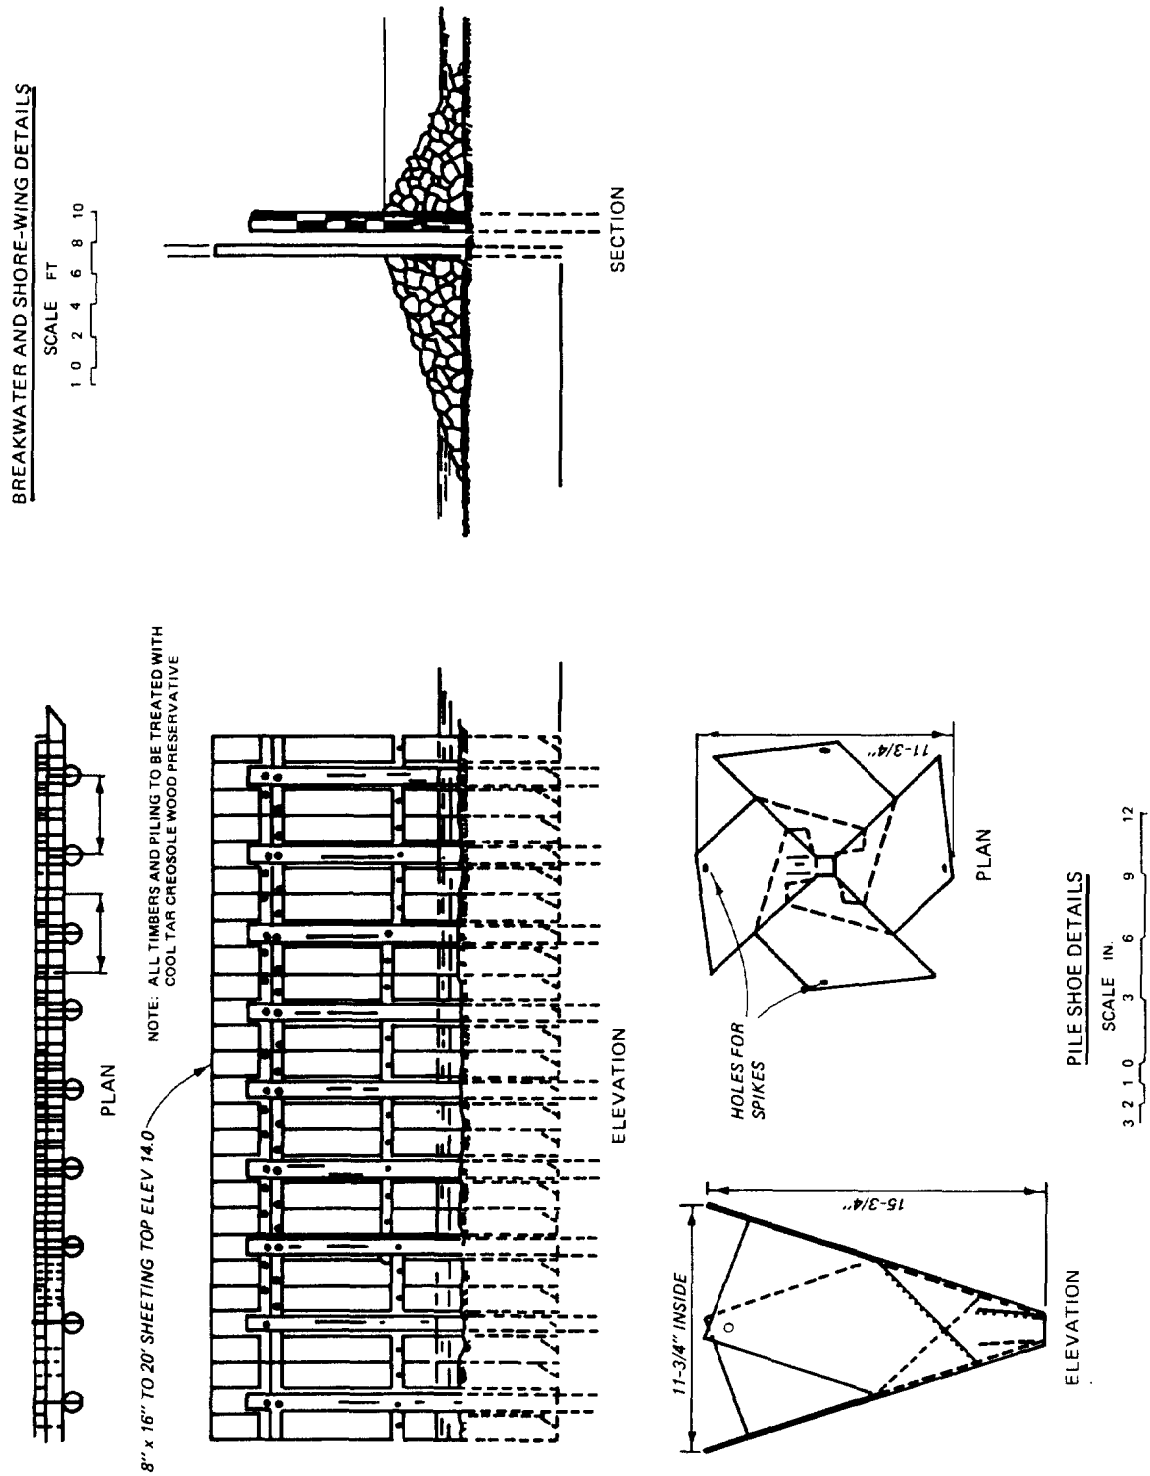 BREAKWATER AND SHORE-WING DETAILS
SCALE FT
1 0 2 4 6 8 10
SECTION
PLAN
NOTE: ALL TIMBERS AND PILING TO BE TREATED WITH
COOL TAR CREOSOLE WOOD PRESERVATIVE
8" x 16" TO 20' SHEETING TOP ELEV 14.0
ELEVATION
11-3/4" INSIDE
15-3/4"
ELEVATION
HOLES FOR
SPIKES
11-3/4"
PLAN
PILE SHOE DETAILS
SCALE IN.
3 2 1 0 3 6 9 12